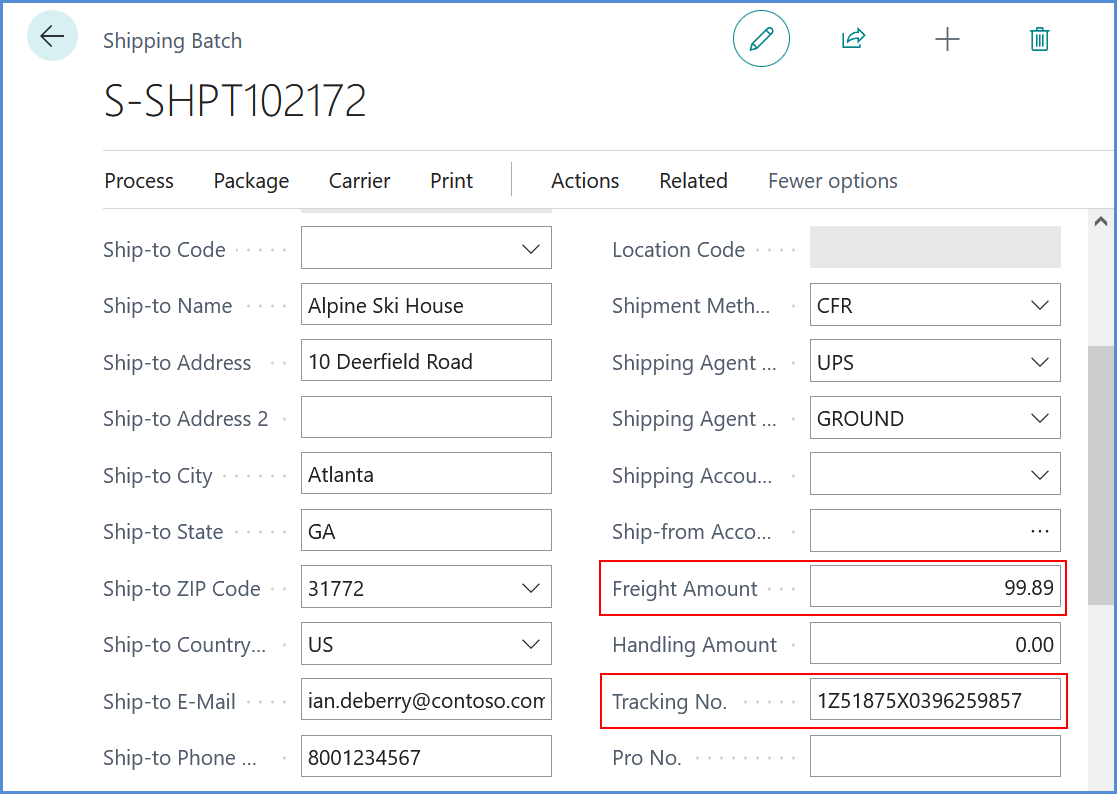 Shipping Batch
S-SHPT102172
Process Package Carrier Print Actions Related Fewer options
Ship-to Code
Ship-to Name Alpine Ski House
Ship-to Address 10 Deerfield Road
Ship-to Address 2
Ship-to City Atlanta
Ship-to State GA
Ship-to ZIP Code 31772
Ship-to Country... US
Ship-to E-Mail ian.deberry@contoso.com
Ship-to Phone ... 8001234567
Location Code
Shipment Meth... CFR
Shipping Agent ... UPS
Shipping Agent ... GROUND
Shipping Accou...
Ship-from Acco... ...
Freight Amount 99.89
Handling Amount 0.00
Tracking No. 1Z51875X0396259857
Pro No.